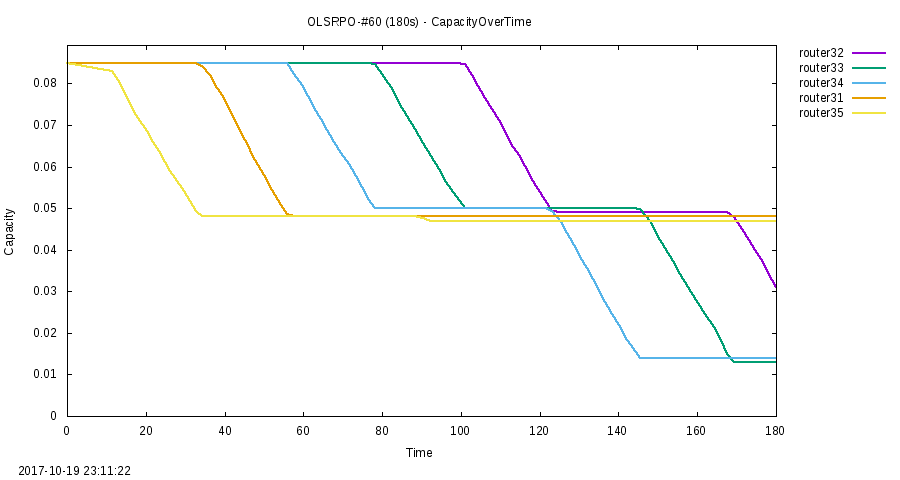 OLSRPO-#60 (180s) - CapacityOverTime
router32
router33
router34
router31
router35
0.08
0.07
0.06
0.05
0.04
0.03
0.02
0.01
0
Capacity
0 20 40 60 80 100 120 140 160 180
Time
2017-10-19 23:11:22